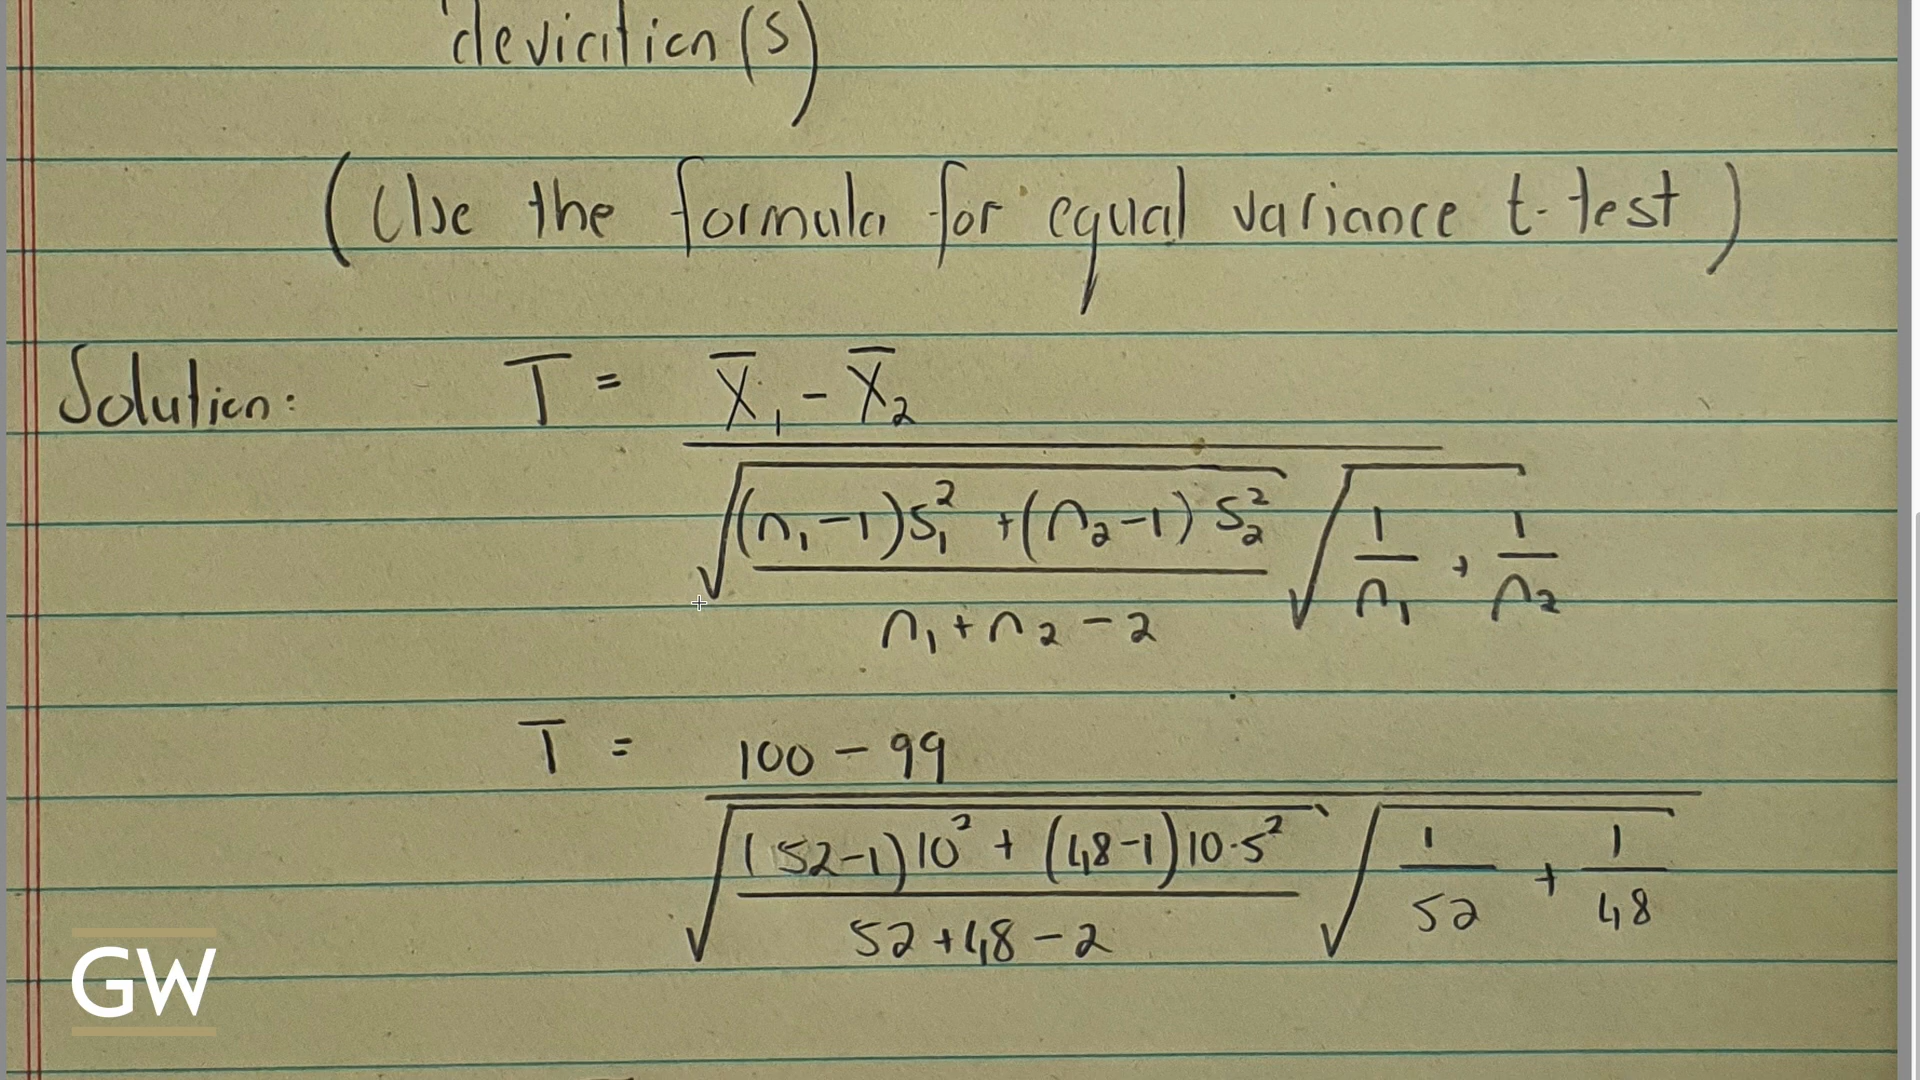 deviation (s)
(Use the formula for equal variance t-test)
Solution: T = X̄₁ - X̄₂
√((n₁-1)S₁² + (n₂-1)S₂² / n₁+n₂-2) √(1/n₁ + 1/n₂)
T = 100 - 99
√((52-1)10² + (48-1)10.5² / 52+48-2) √(1/52 + 1/48)
GW